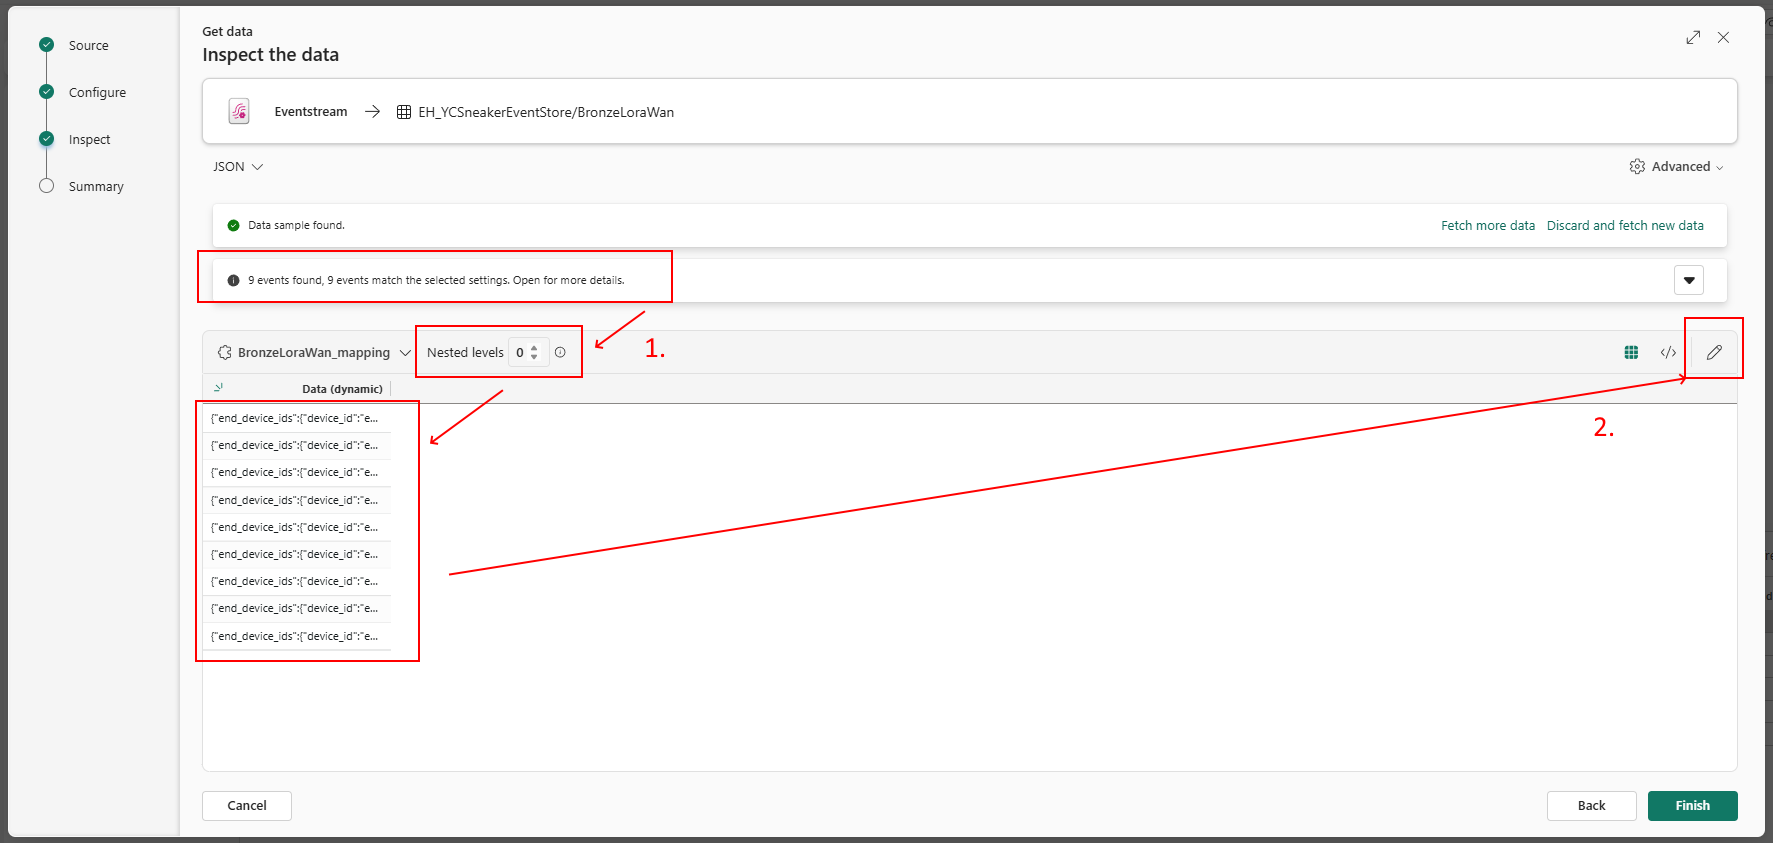 Source
Configure
Inspect
Summary
Get data
Inspect the data
Eventstream → EH_YCSneakerEventStore/BronzeLoraWan
JSON
Advanced
Data sample found.
Fetch more data Discard and fetch new data
9 events found, 9 events match the selected settings. Open for more details.
1.
BronzeLoraWan_mapping
Nested levels 0
</>
Data (dynamic)
2.
{"end_device_ids":{"device_id":"e...
{"end_device_ids":{"device_id":"e...
{"end_device_ids":{"device_id":"e...
{"end_device_ids":{"device_id":"e...
{"end_device_ids":{"device_id":"e...
{"end_device_ids":{"device_id":"e...
{"end_device_ids":{"device_id":"e...
{"end_device_ids":{"device_id":"e...
{"end_device_ids":{"device_id":"e...
Cancel
Back
Finish